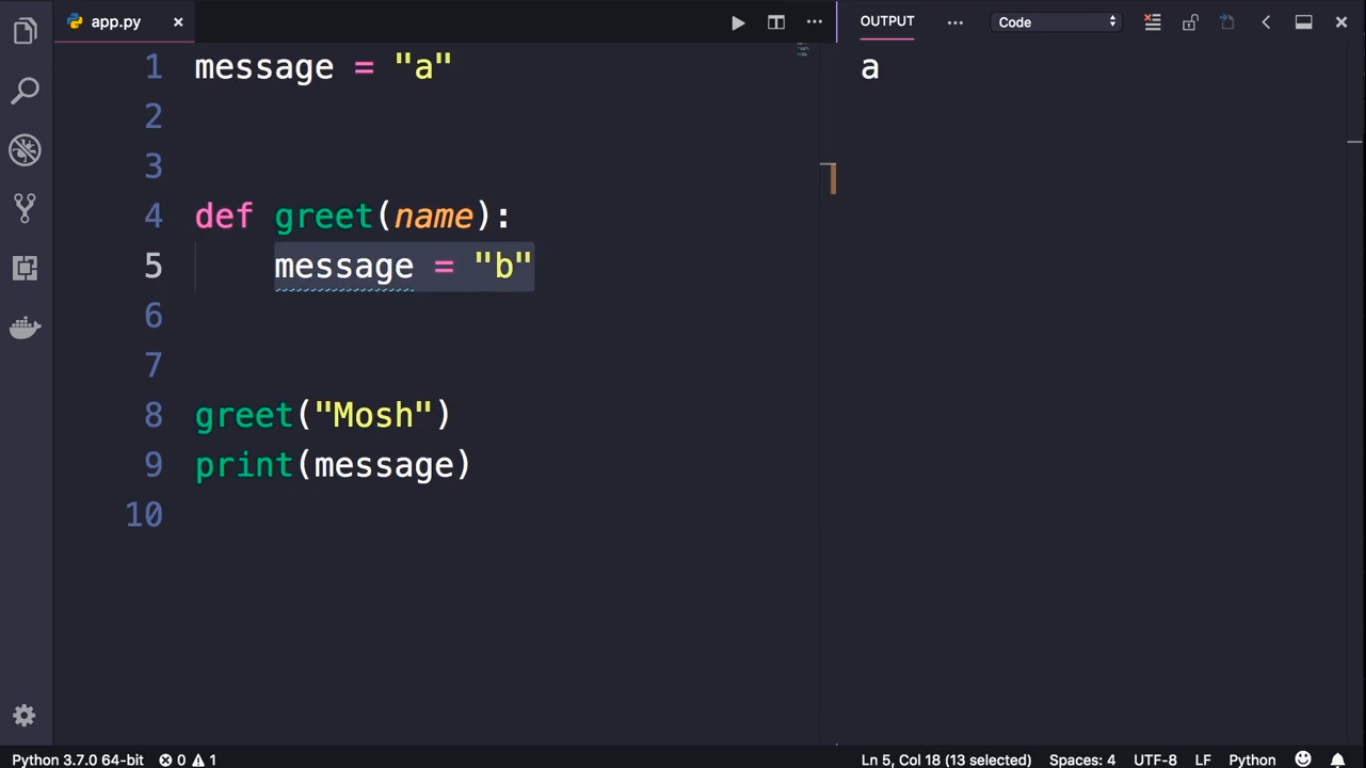 app.py
OUTPUT
Code
1 message = "a"
2
3
4 def greet(name):
5 message = "b"
6
7
8 greet("Mosh")
9 print(message)
10
a
Python 3.7.0 64-bit 0 1 Ln 5, Col 18 (13 selected) Spaces: 4 UTF-8 LF Python